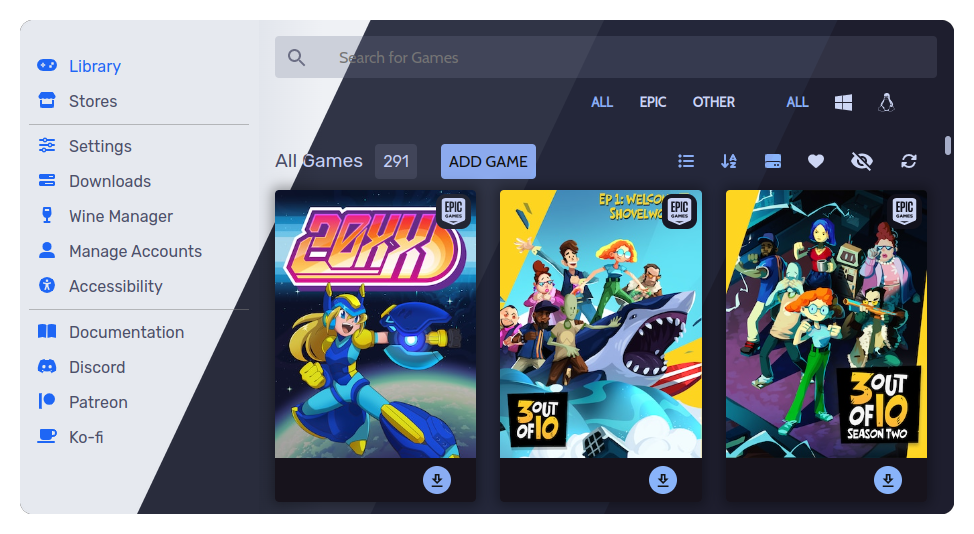 Library
Stores
Settings
Downloads
Wine Manager
Manage Accounts
Accessibility
Documentation
Discord
Patreon
Ko-fi
Search for Games
ALL EPIC OTHER ALL
All Games 291 ADD GAME
20XX
EPIC
GAMES
EP 1: WELCO
SHOVELWO
EPIC
GAMES
3 OUT
OF 10
EPIC
GAMES
3 OUT
OF 10
SEASON TWO